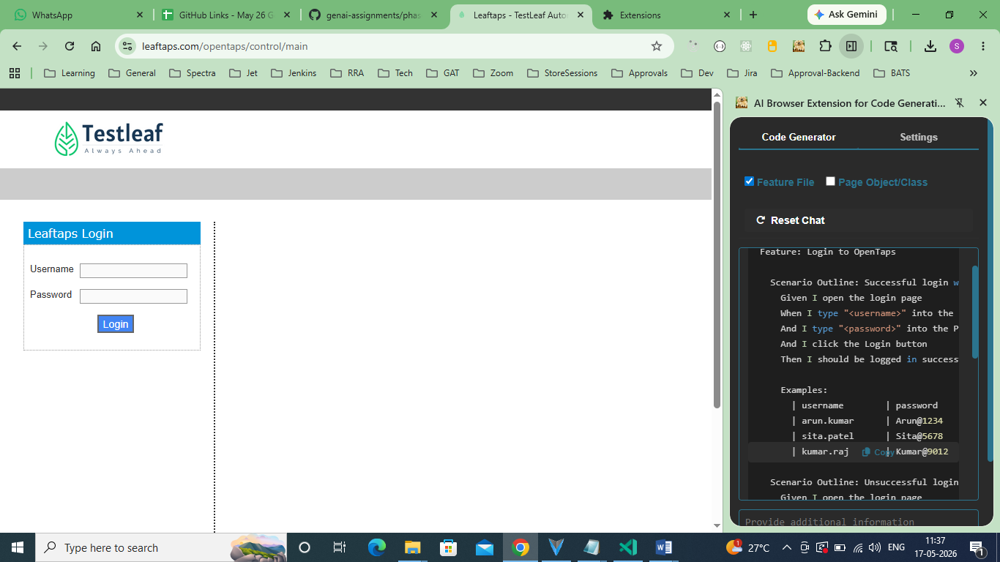 WhatsApp
GitHub Links - May 26 G
genai-assignments/phas
Leaftaps - TestLeaf Auto
Extensions
Ask Gemini
leaftaps.com/opentaps/control/main
S
Learning
General
Spectra
Jet
Jenkins
RRA
Tech
GAT
Zoom
StoreSessions
Approvals
Dev
Jira
Approval-Backend
BATS
Testleaf
Always Ahead
Leaftaps Login
Username
Password
Login
AI Browser Extension for Code Generati...
Code Generator
Settings
Feature File
Page Object/Class
Reset Chat
Feature: Login to OpenTaps
Scenario Outline: Successful login w
Given I open the login page
When I type "<username>" into the
And I type "<password>" into the P
And I click the Login button
Then I should be logged in success
Examples:
| username | password
| arun.kumar | Arun@1234
| sita.patel | Sita@5678
| kumar.raj Copy | Kumar@9012
Scenario Outline: Unsuccessful login
Given I open the login page
Provide additional information
Type here to search
27°C
ENG
11:37
17-05-2026
1